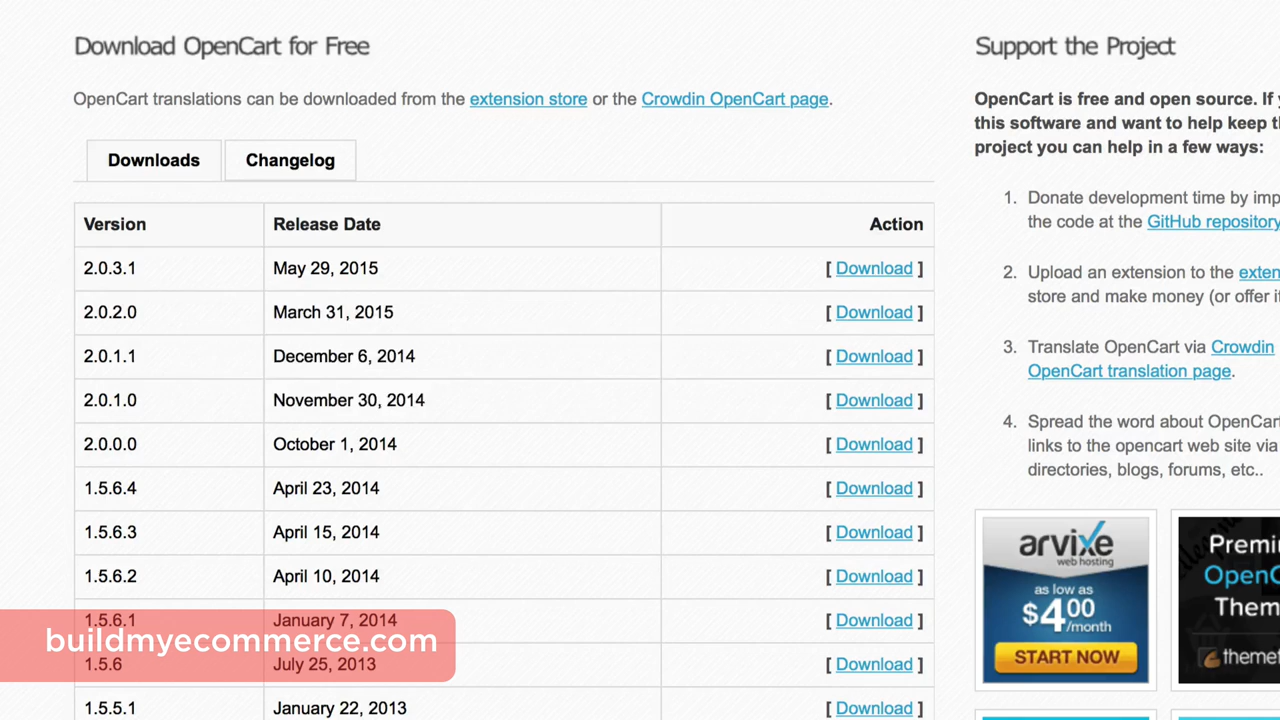 Download OpenCart for Free
OpenCart translations can be downloaded from the extension store or the Crowdin OpenCart page.
Downloads
Changelog
Version Release Date Action
2.0.3.1 May 29, 2015 [ Download ]
2.0.2.0 March 31, 2015 [ Download ]
2.0.1.1 December 6, 2014 [ Download ]
2.0.1.0 November 30, 2014 [ Download ]
2.0.0.0 October 1, 2014 [ Download ]
1.5.6.4 April 23, 2014 [ Download ]
1.5.6.3 April 15, 2014 [ Download ]
1.5.6.2 April 10, 2014 [ Download ]
1.5.6.1 January 7, 2014 [ Download ]
1.5.6 July 25, 2013 [ Download ]
1.5.5.1 January 22, 2013 [ Download ]
buildmyecommerce.com
Support the Project
OpenCart is free and open source. If
this software and want to help keep
project you can help in a few ways:
1. Donate development time by
the code at the GitHub repository
2. Upload an extension to the
store and make money (or offer
3. Translate OpenCart via Crowdin
OpenCart translation page.
4. Spread the word about
links to the opencart web site via
directories, blogs, forums, etc..
arvixe
web hosting
as low as
$4.00
/month
START NOW